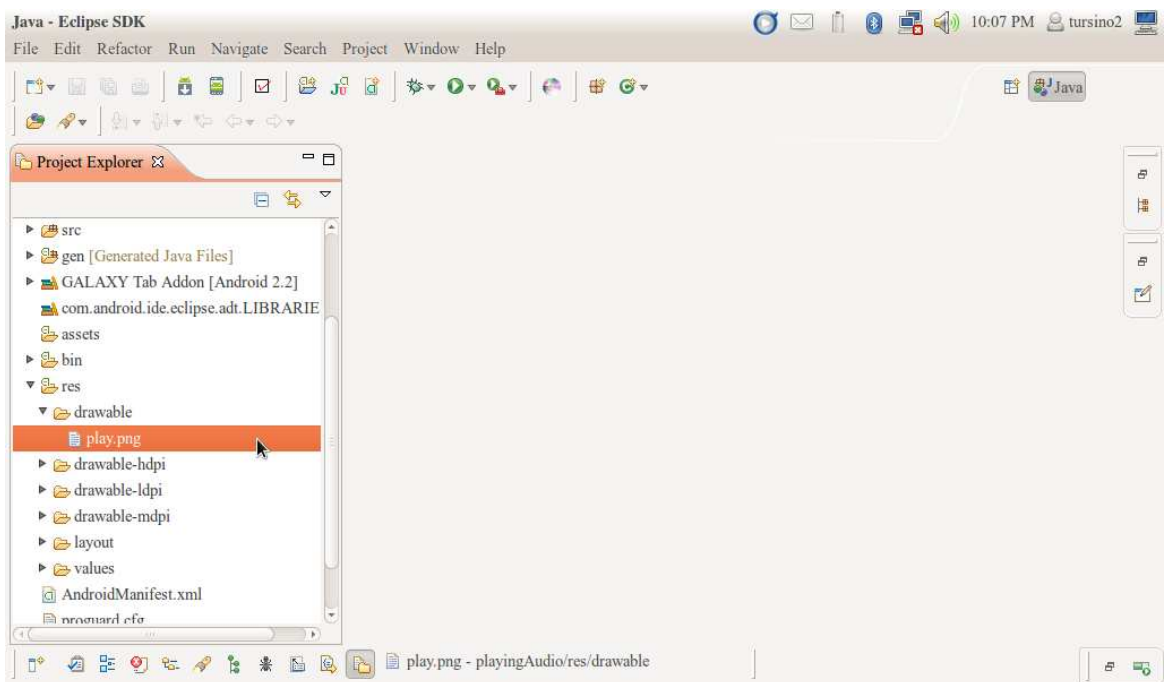 Java - Eclipse SDK
10:07 PM tursino2
File Edit Refactor Run Navigate Search Project Window Help
Java
Project Explorer
src
gen [Generated Java Files]
GALAXY Tab Addon [Android 2.2]
com.android.ide.eclipse.adt.LIBRARIE
assets
bin
res
drawable
play.png
drawable-hdpi
drawable-ldpi
drawable-mdpi
layout
values
AndroidManifest.xml
proguard.cfg
play.png - playingAudio/res/drawable